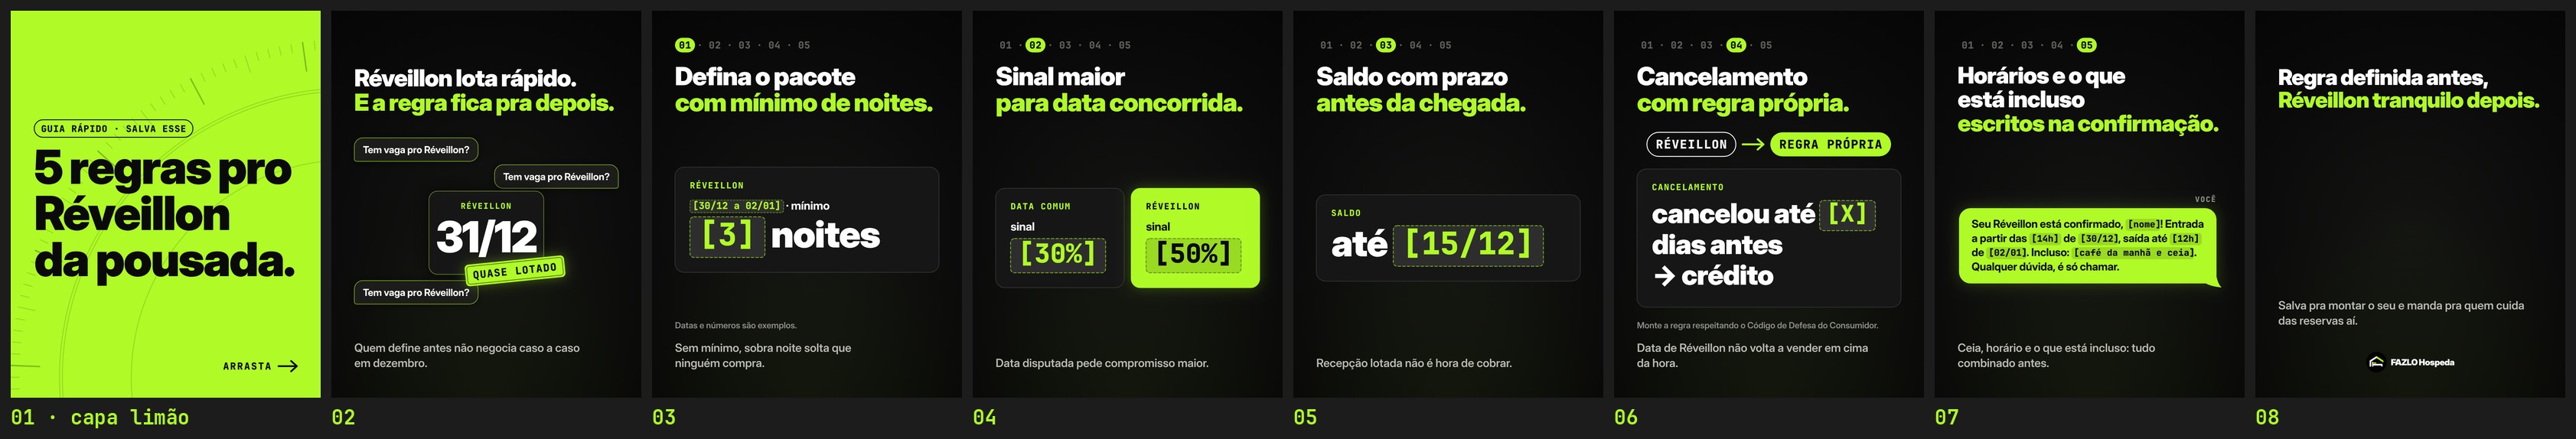 GUIA RÁPIDO · SALVA ESSE
5 regras pro
Réveillon
da pousada.
ARRASTA →
01 · capa limão
Réveillon lota rápido.
E a regra fica pra depois.
Tem vaga pro Réveillon?
Tem vaga pro Réveillon?
RÉVEILLON
31/12
QUASE LOTADO
Tem vaga pro Réveillon?
Quem define antes não negocia caso a caso
em dezembro.
02
01 · 02 · 03 · 04 · 05
Defina o pacote
com mínimo de noites.
RÉVEILLON
[30/12 a 02/01] · mínimo
[3] noites
Datas e números são exemplos.
Sem mínimo, sobra noite solta que
ninguém compra.
03
01 · 02 · 03 · 04 · 05
Sinal maior
para data concorrida.
DATA COMUM
sinal
[30%]
RÉVEILLON
sinal
[50%]
Data disputada pede compromisso maior.
04
01 · 02 · 03 · 04 · 05
Saldo com prazo
antes da chegada.
SALDO
até [15/12]
Recepção lotada não é hora de cobrar.
05
01 · 02 · 03 · 04 · 05
Cancelamento
com regra própria.
RÉVEILLON → REGRA PRÓPRIA
CANCELAMENTO
cancelou até [X]
dias antes
→ crédito
Monte a regra respeitando o Código de Defesa do Consumidor.
Data de Réveillon não volta a vender em cima
da hora.
06
01 · 02 · 03 · 04 · 05
Horários e o que
está incluso
escritos na confirmação.
VOCÊ
Seu Réveillon está confirmado, [nome]! Entrada
a partir das [14h] de [30/12], saída até [12h]
de [02/01]. Incluso: [café da manhã e ceia].
Qualquer dúvida, é só chamar.
Ceia, horário e o que está incluso: tudo
combinado antes.
07
Regra definida antes,
Réveillon tranquilo depois.
Salva pra montar o seu e manda pra quem cuida
das reservas aí.
FAZLO Hospeda
08